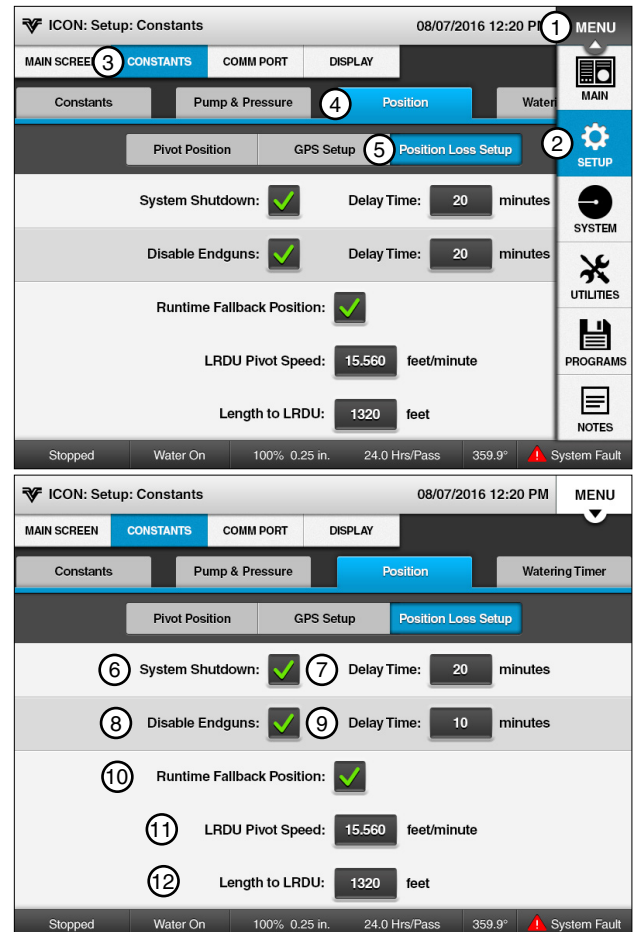 ICON: Setup: Constants 08/07/2016 12:20 P 1 MENU
MAIN SCREE 3 CONSTANTS COMM PORT DISPLAY
MAIN
Constants Pump & Pressure 4 Position Wateri
Pivot Position GPS Setup 5 Position Loss Setup
2 SETUP
System Shutdown: Delay Time: 20 minutes
SYSTEM
Disable Endguns: Delay Time: 20 minutes
UTILITIES
Runtime Fallback Position:
LRDU Pivot Speed: 15.560 feet/minute
PROGRAMS
Length to LRDU: 1320 feet
NOTES
Stopped Water On 100% 0.25 in. 24.0 Hrs/Pass 359.9° System Fault
ICON: Setup: Constants 08/07/2016 12:20 PM MENU
MAIN SCREEN CONSTANTS COMM PORT DISPLAY
Constants Pump & Pressure Position Watering Timer
Pivot Position GPS Setup Position Loss Setup
6 System Shutdown: 7 Delay Time: 20 minutes
8 Disable Endguns: 9 Delay Time: 10 minutes
10 Runtime Fallback Position:
11 LRDU Pivot Speed: 15.560 feet/minute
12 Length to LRDU: 1320 feet
Stopped Water On 100% 0.25 in. 24.0 Hrs/Pass 359.9° System Fault